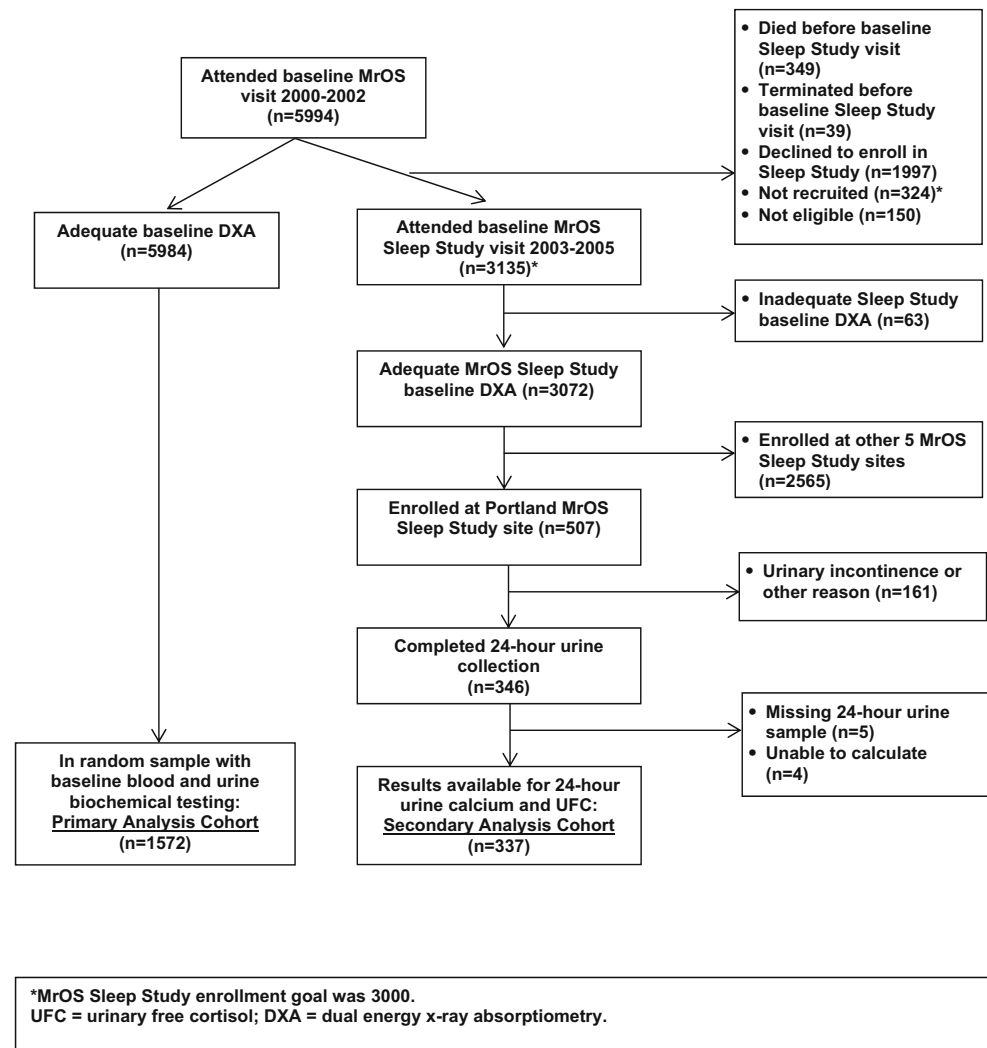 Attended baseline MrOS
visit 2000-2002
(n=5994)
• Died before baseline
Sleep Study visit
(n=349)
• Terminated before
baseline Sleep Study
visit (n=39)
• Declined to enroll in
Sleep Study (n=1997)
• Not recruited (n=324)*
• Not eligible (n=150)
Adequate baseline DXA
(n=5984)
Attended baseline MrOS
Sleep Study visit 2003-2005
(n=3135)*
• Inadequate Sleep Study
baseline DXA (n=63)
Adequate MrOS Sleep Study
baseline DXA (n=3072)
• Enrolled at other 5 MrOS
Sleep Study sites
(n=2565)
Enrolled at Portland MrOS
Sleep Study site (n=507)
• Urinary incontinence or
other reason (n=161)
Completed 24-hour urine
collection
(n=346)
• Missing 24-hour urine
sample (n=5)
• Unable to calculate
(n=4)
In random sample with
baseline blood and urine
biochemical testing:
Primary Analysis Cohort
(n=1572)
Results available for 24-hour
urine calcium and UFC:
Secondary Analysis Cohort
(n=337)
*MrOS Sleep Study enrollment goal was 3000.
UFC = urinary free cortisol; DXA = dual energy x-ray absorptiometry.